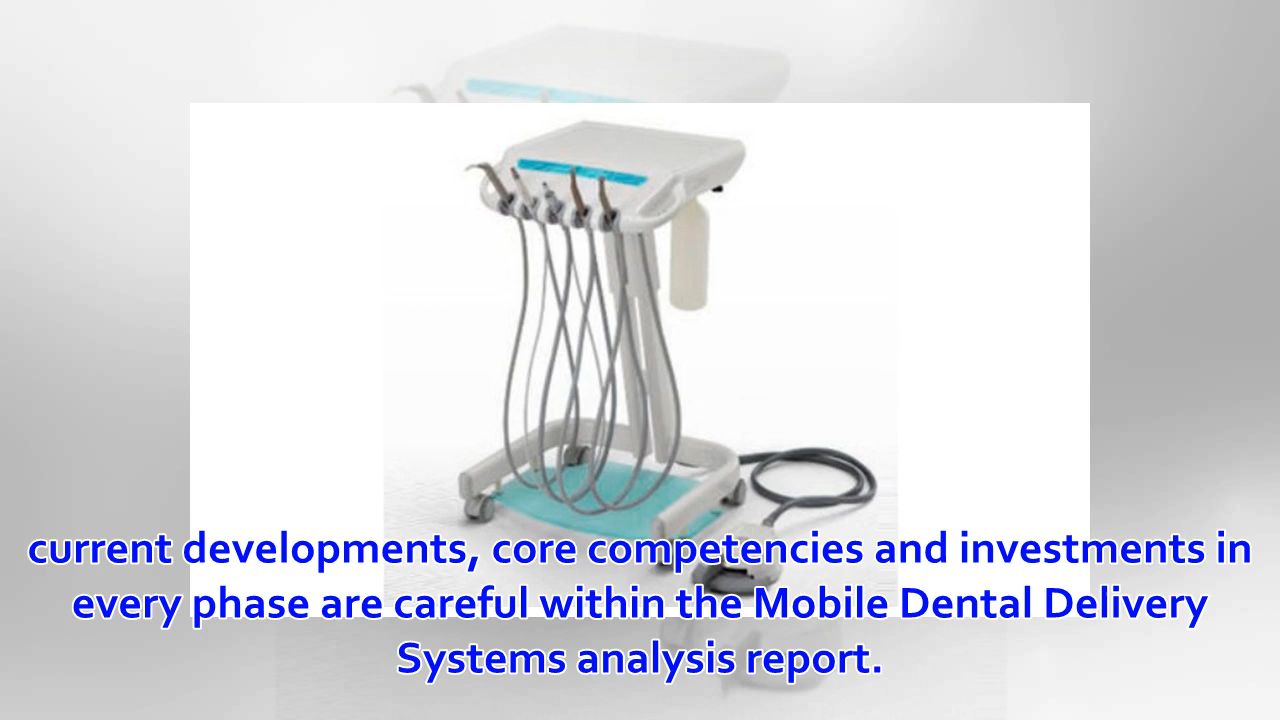 current developments, core competencies and investments in
every phase are careful within the Mobile Dental Delivery
Systems analysis report.